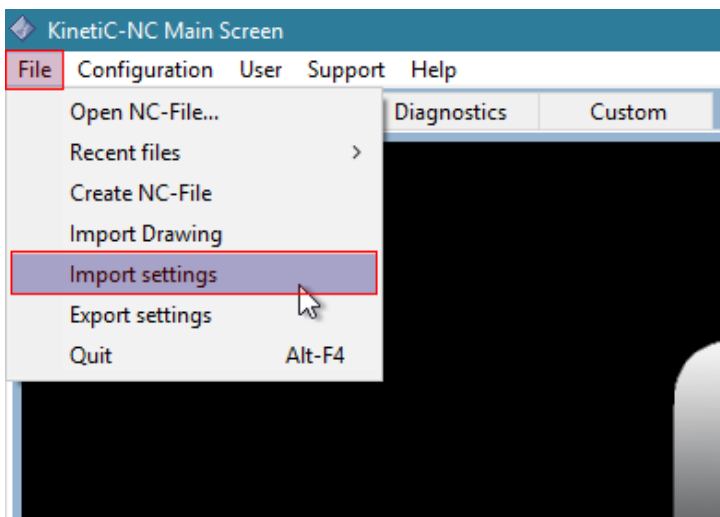 KinetiC-NC Main Screen
File Configuration User Support Help
Diagnostics Custom
Open NC-File...
Recent files >
Create NC-File
Import Drawing
Import settings
Export settings
Quit Alt-F4